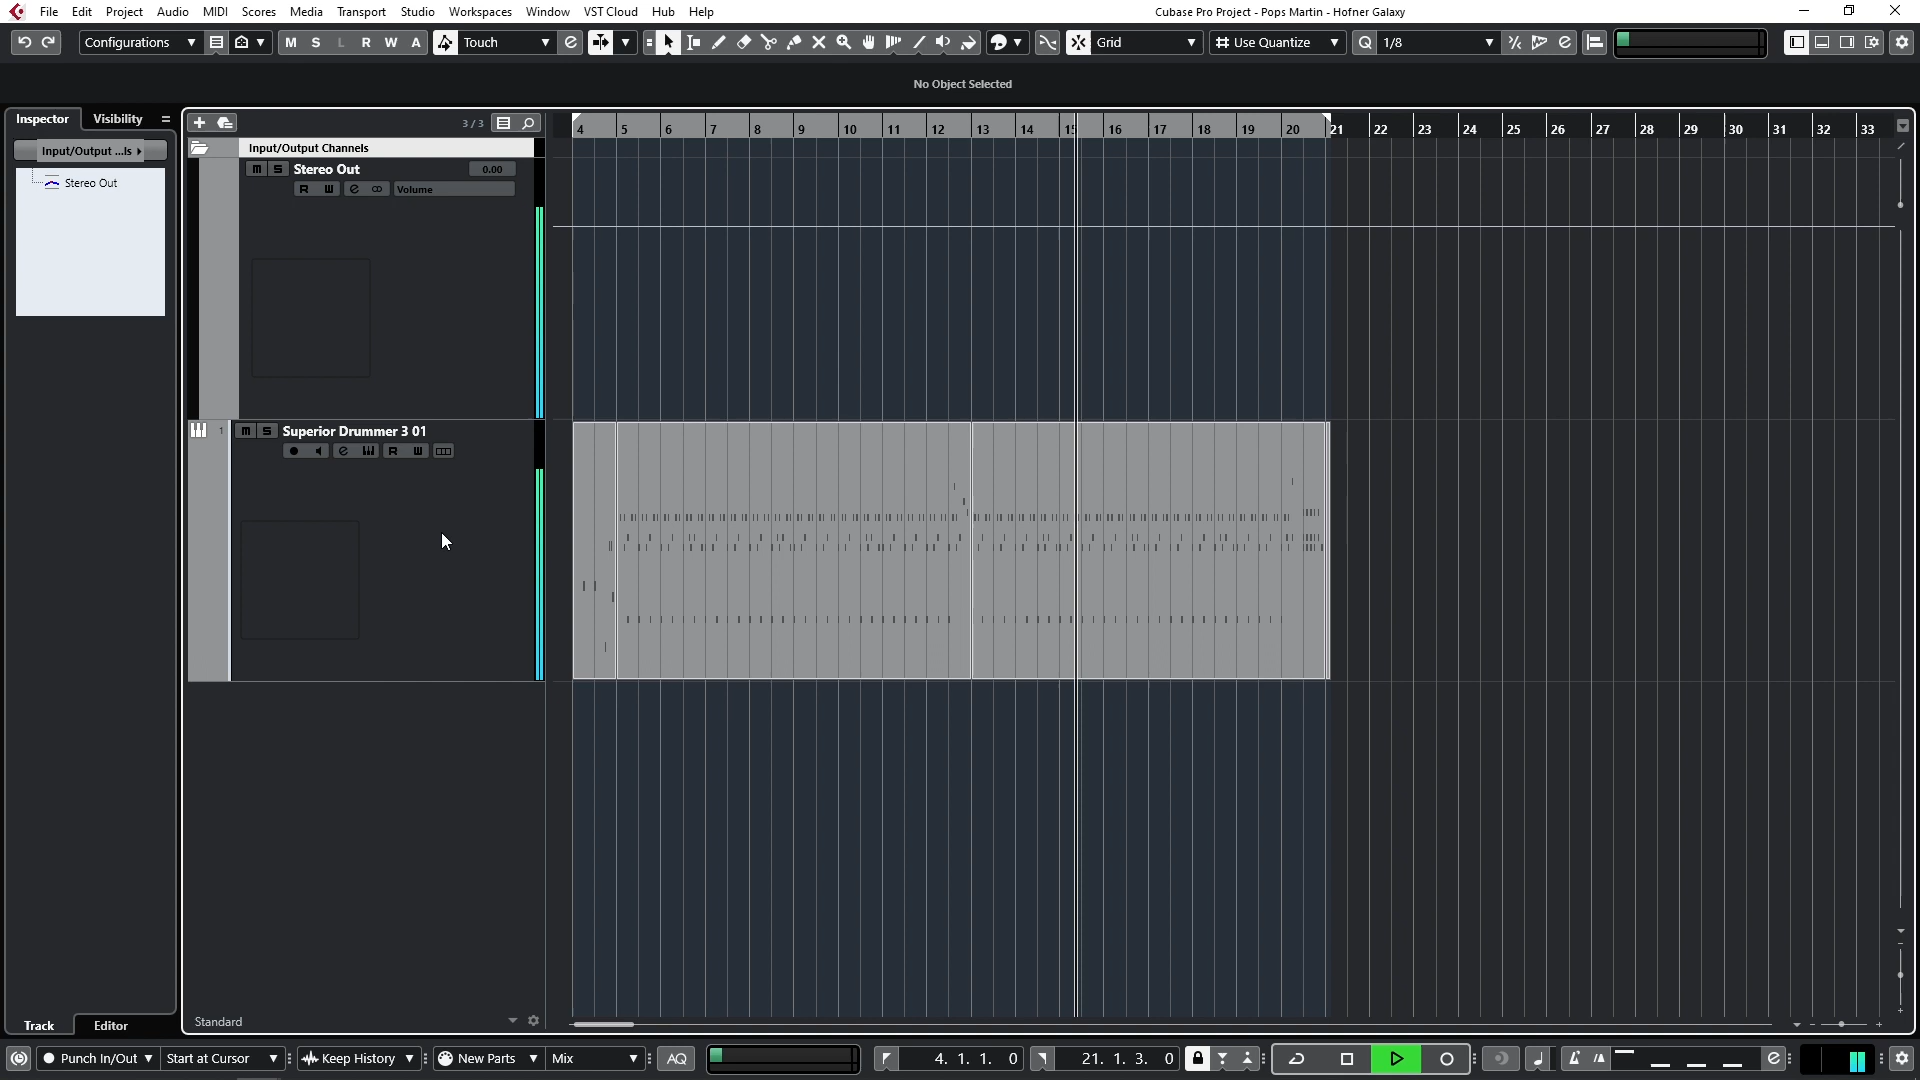 File Edit Project Audio MIDI Scores Media Transport Studio Workspaces Window VST Cloud Hub Help
Cubase Pro Project - Pops Martin - Hofner Galaxy
Configurations M S L R W A Touch Grid Use Quantize Q 1/8
No Object Selected
Inspector Visibility
3 / 3
4 5 6 7 8 9 10 11 12 13 14 15 16 17 18 19 20 21 22 23 24 25 26 27 28 29 30 31 32 33
Input/Output ...ls
Input/Output Channels
Stereo Out
m S Stereo Out 0.00
R W e Volume
1 m S Superior Drummer 3 01
e R W
Standard
Track Editor
Punch In/Out Start at Cursor Keep History New Parts Mix AQ 4. 1. 1. 0 21. 1. 3. 0